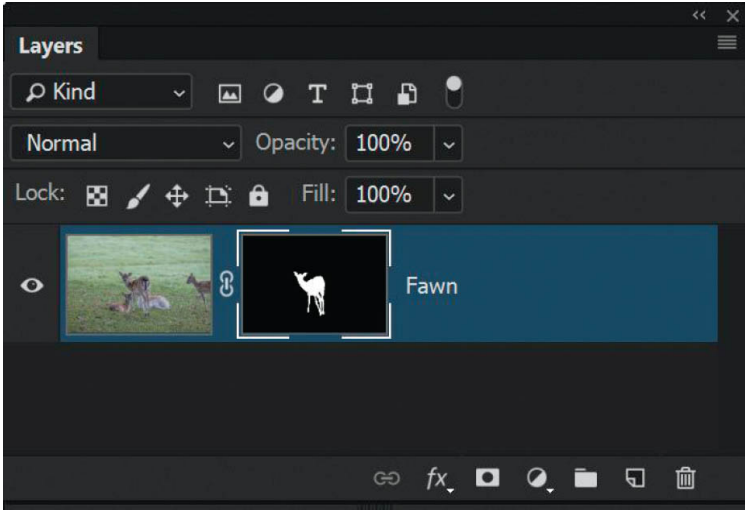 Layers
Kind
T
Normal Opacity: 100%
Lock: Fill: 100%
Fawn
fx